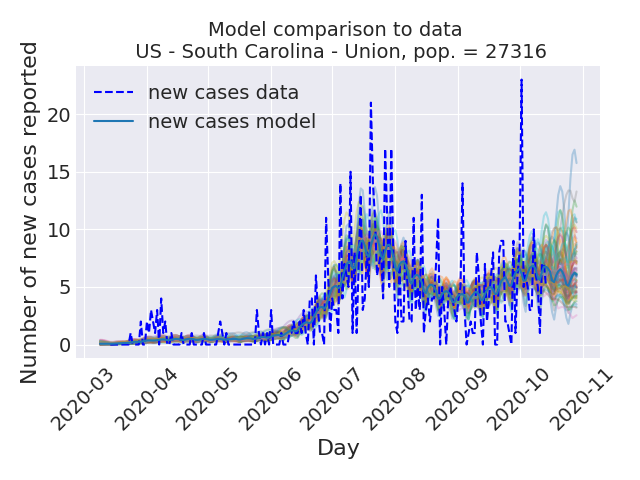 Model comparison to data
US - South Carolina - Union, pop. = 27316
Number of new cases reported
new cases data
new cases model
20
15
10
5
0
2020-03
2020-04
2020-05
2020-06
2020-07
2020-08
2020-09
2020-10
2020-11
Day